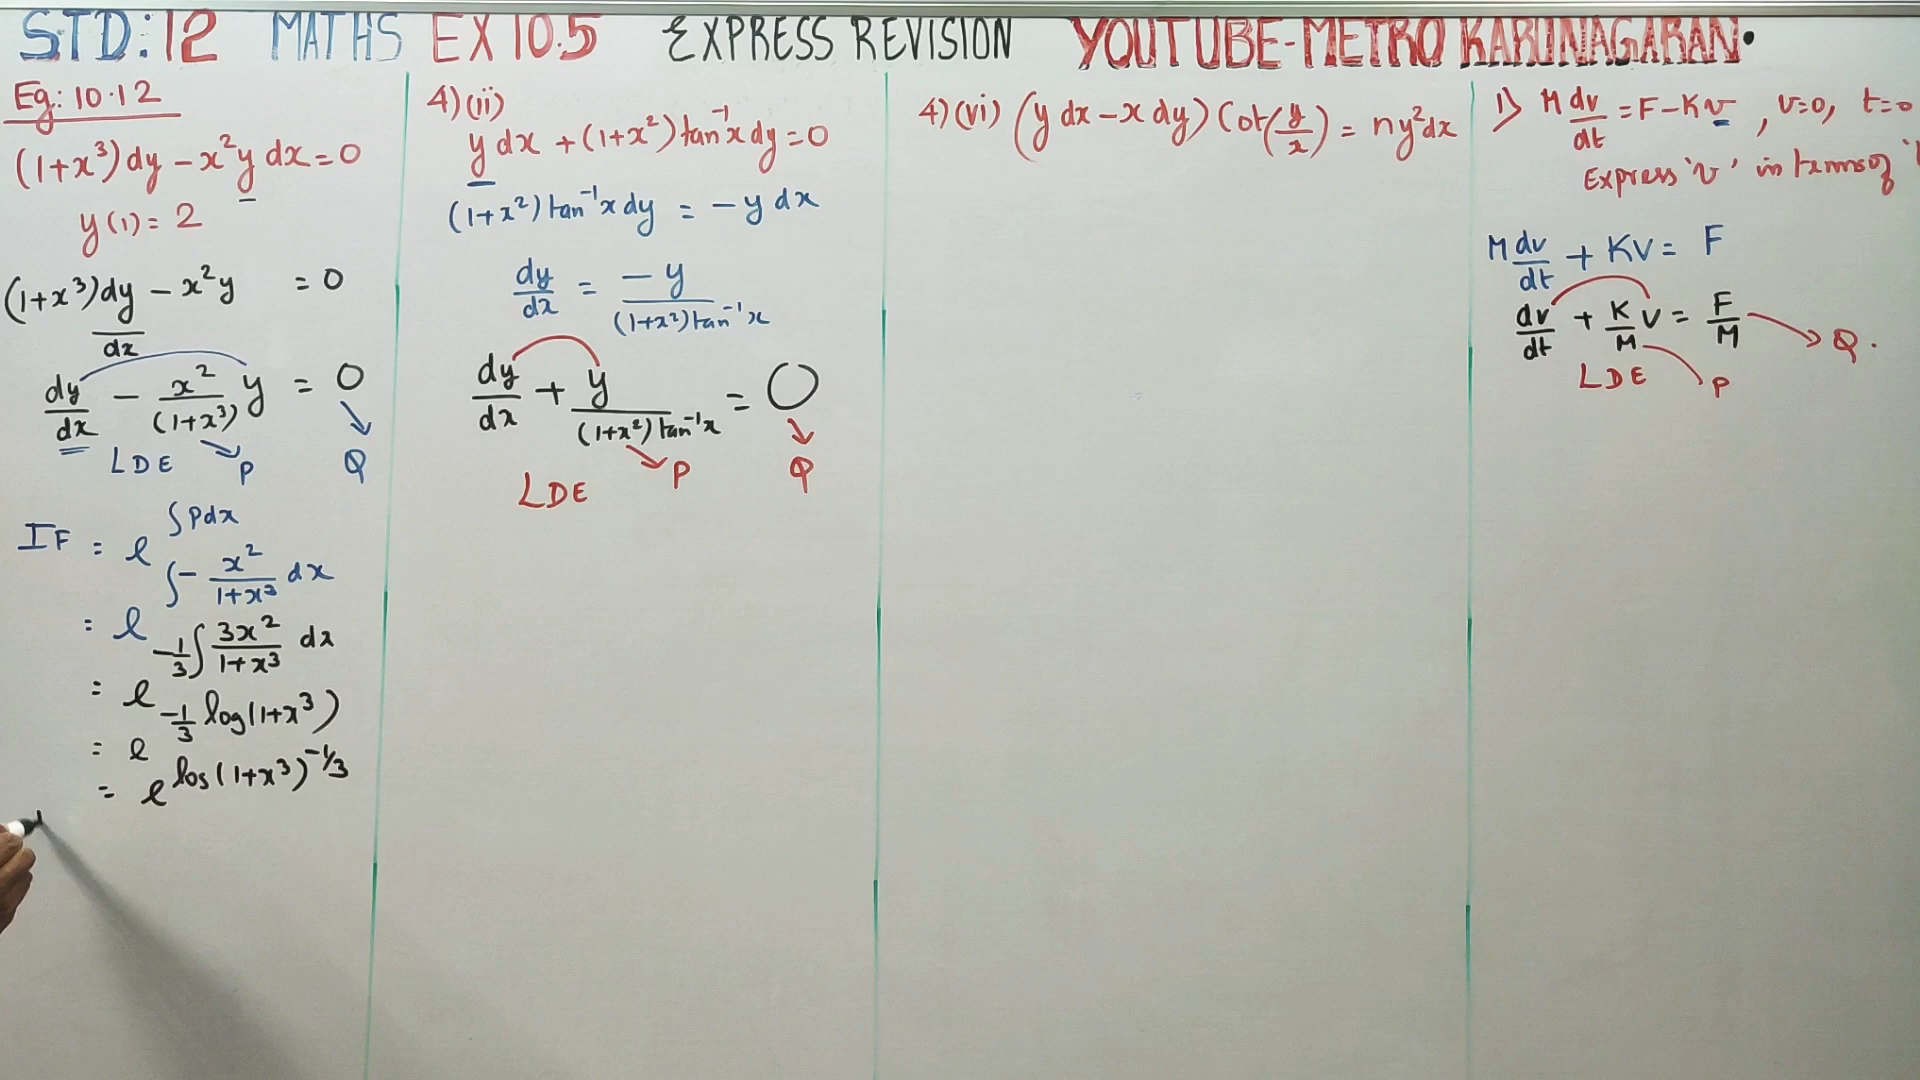 STD:12 MATHS EX 10.5 EXPRESS REVISION YOUTUBE-METRO KARUNAGARAN.
Eg: 10.12
(1+x³)dy − x²y dx = 0
y(1) = 2
(1+x³)dy/dx − x²y = 0
dy/dx − x²/(1+x³) y = 0
LDE P Q
IF = e^∫Pdx
= e^∫−x²/(1+x³) dx
= e^−1/3∫3x²/(1+x³) dx
= e^−1/3 log(1+x³)
= e^log(1+x³)^−1/3
4)(ii)
y dx + (1+x²)tan⁻¹x dy = 0
(1+x²)tan⁻¹x dy = −y dx
dy/dx = −y/((1+x²)tan⁻¹x)
dy/dx + y/((1+x²)tan⁻¹x) = 0
LDE P Q
4)(vi) (y dx − x dy) Cot(y/x) = ny²dx
1) M dv/dt = F−Kv, v=0, t=0
Express 'v' in terms of
M dv/dt + KV = F
dv/dt + K/M V = F/M Q.
LDE P